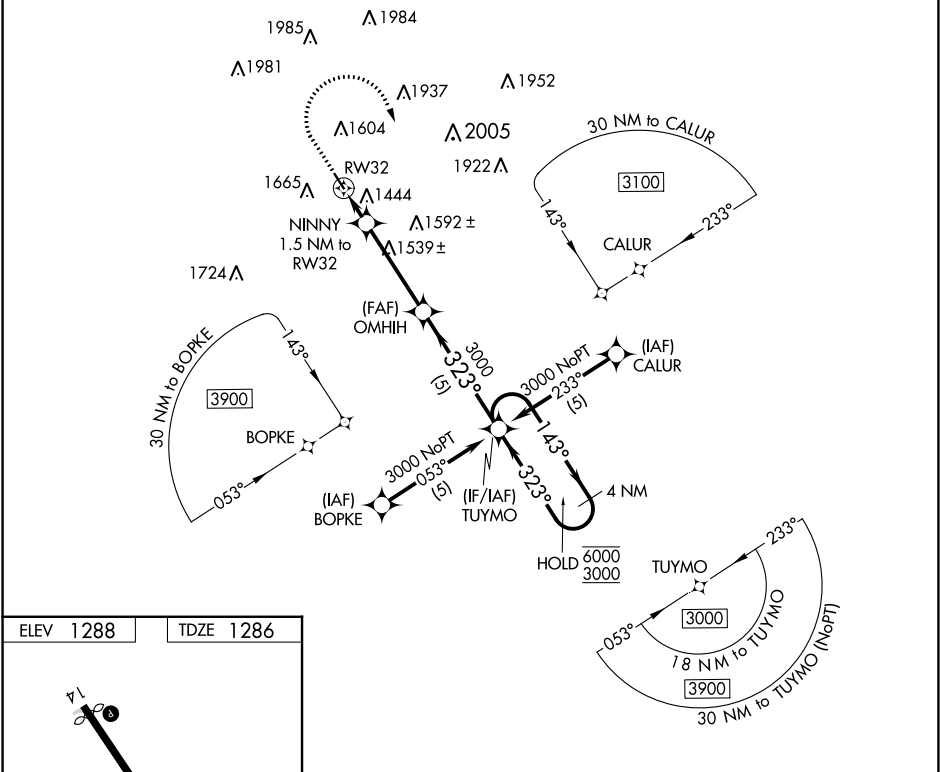 1985
1984
1981
1937
1952
1604
2005
1922
30 NM to CALUR
3100
143°
233°
CALUR
RW32
1665
1444
NINNY
1.5 NM to
RW32
1592 ±
1539 ±
1724
(FAF)
OMHIH
30 NM to BOPKE
3900
143°
BOPKE
053°
3000
323°
(5)
(IAF)
CALUR
3000 NoPT
233°
(5)
3000 NoPT
053°
(5)
(IAF)
BOPKE
(IF/IAF)
TUYMO
143°
323°
4 NM
HOLD
6000
3000
TUYMO
233°
053°
3000
18 NM to TUYMO
3900
30 NM to TUYMO (NoPT)
ELEV 1288
TDZE 1286
14
P